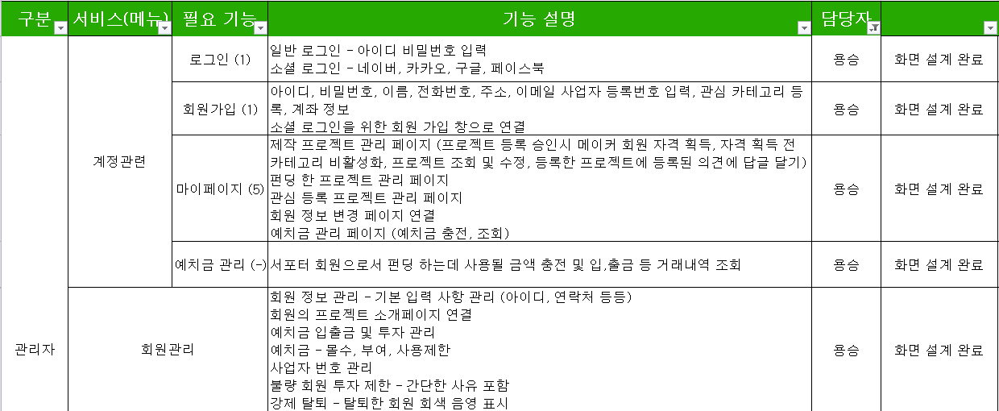 구분 서비스(메뉴) 필요 기능 기능 설명 담당자
로그인 (1)
일반 로그인 - 아이디 비밀번호 입력
소셜 로그인 - 네이버, 카카오, 구글, 페이스북
용승
화면 설계 완료
회원가입 (1)
아이디, 비밀번호, 이름, 전화번호, 주소, 이메일 사업자 등록번호 입력, 관심 카테고리 등
록, 계좌 정보
소셜 로그인을 위한 회원 가입 창으로 연결
용승
화면 설계 완료
계정관련
마이페이지 (5)
제작 프로젝트 관리 페이지 (프로젝트 등록 승인시 메이커 회원 자격 획득, 자격 획득 전
카테고리 비활성화, 프로젝트 조회 및 수정, 등록한 프로젝트에 등록된 의견에 답글 달기)
펀딩 한 프로젝트 관리 페이지
관심 등록 프로젝트 관리 페이지
회원 정보 변경 페이지 연결
예치금 관리 페이지 (예치금 충전, 조회)
용승
화면 설계 완료
예치금 관리 (-)
서포터 회원으로서 펀딩 하는데 사용될 금액 충전 및 입,출금 등 거래내역 조회
용승
화면 설계 완료
관리자
회원관리
회원 정보 관리 - 기본 입력 사항 관리 (아이디, 연락처 등등)
회원의 프로젝트 소개페이지 연결
예치금 입출금 및 투자 관리
예치금 - 몰수, 부여, 사용제한
사업자 번호 관리
불량 회원 투자 제한 - 간단한 사유 포함
강제 탈퇴 - 탈퇴한 회원 회색 음영 표시
용승
화면 설계 완료